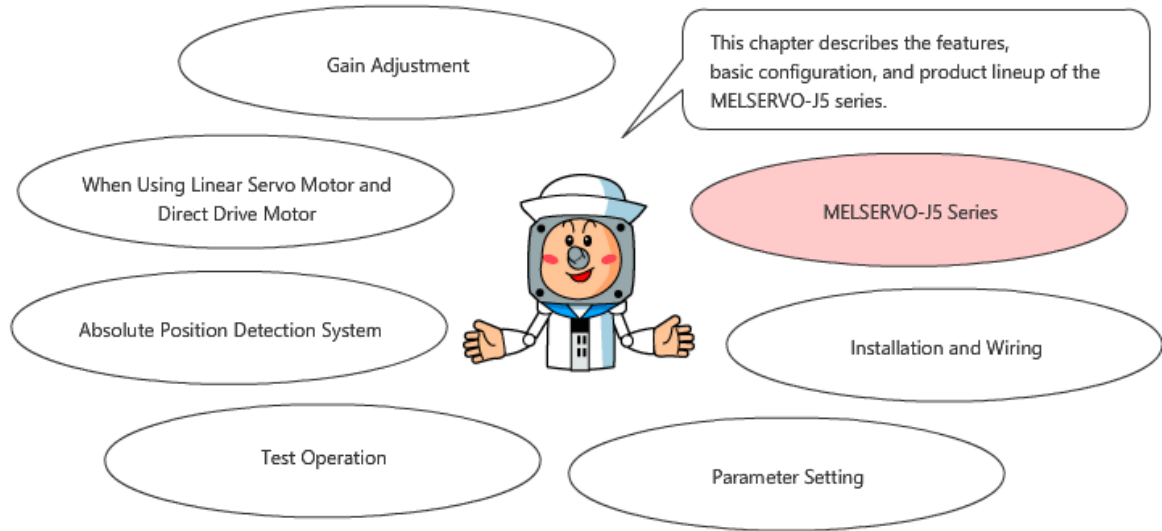 Gain Adjustment
This chapter describes the features,
basic configuration, and product lineup of the
MELSERVO-J5 series.
When Using Linear Servo Motor and
Direct Drive Motor
MELSERVO-J5 Series
Absolute Position Detection System
Installation and Wiring
Test Operation
Parameter Setting